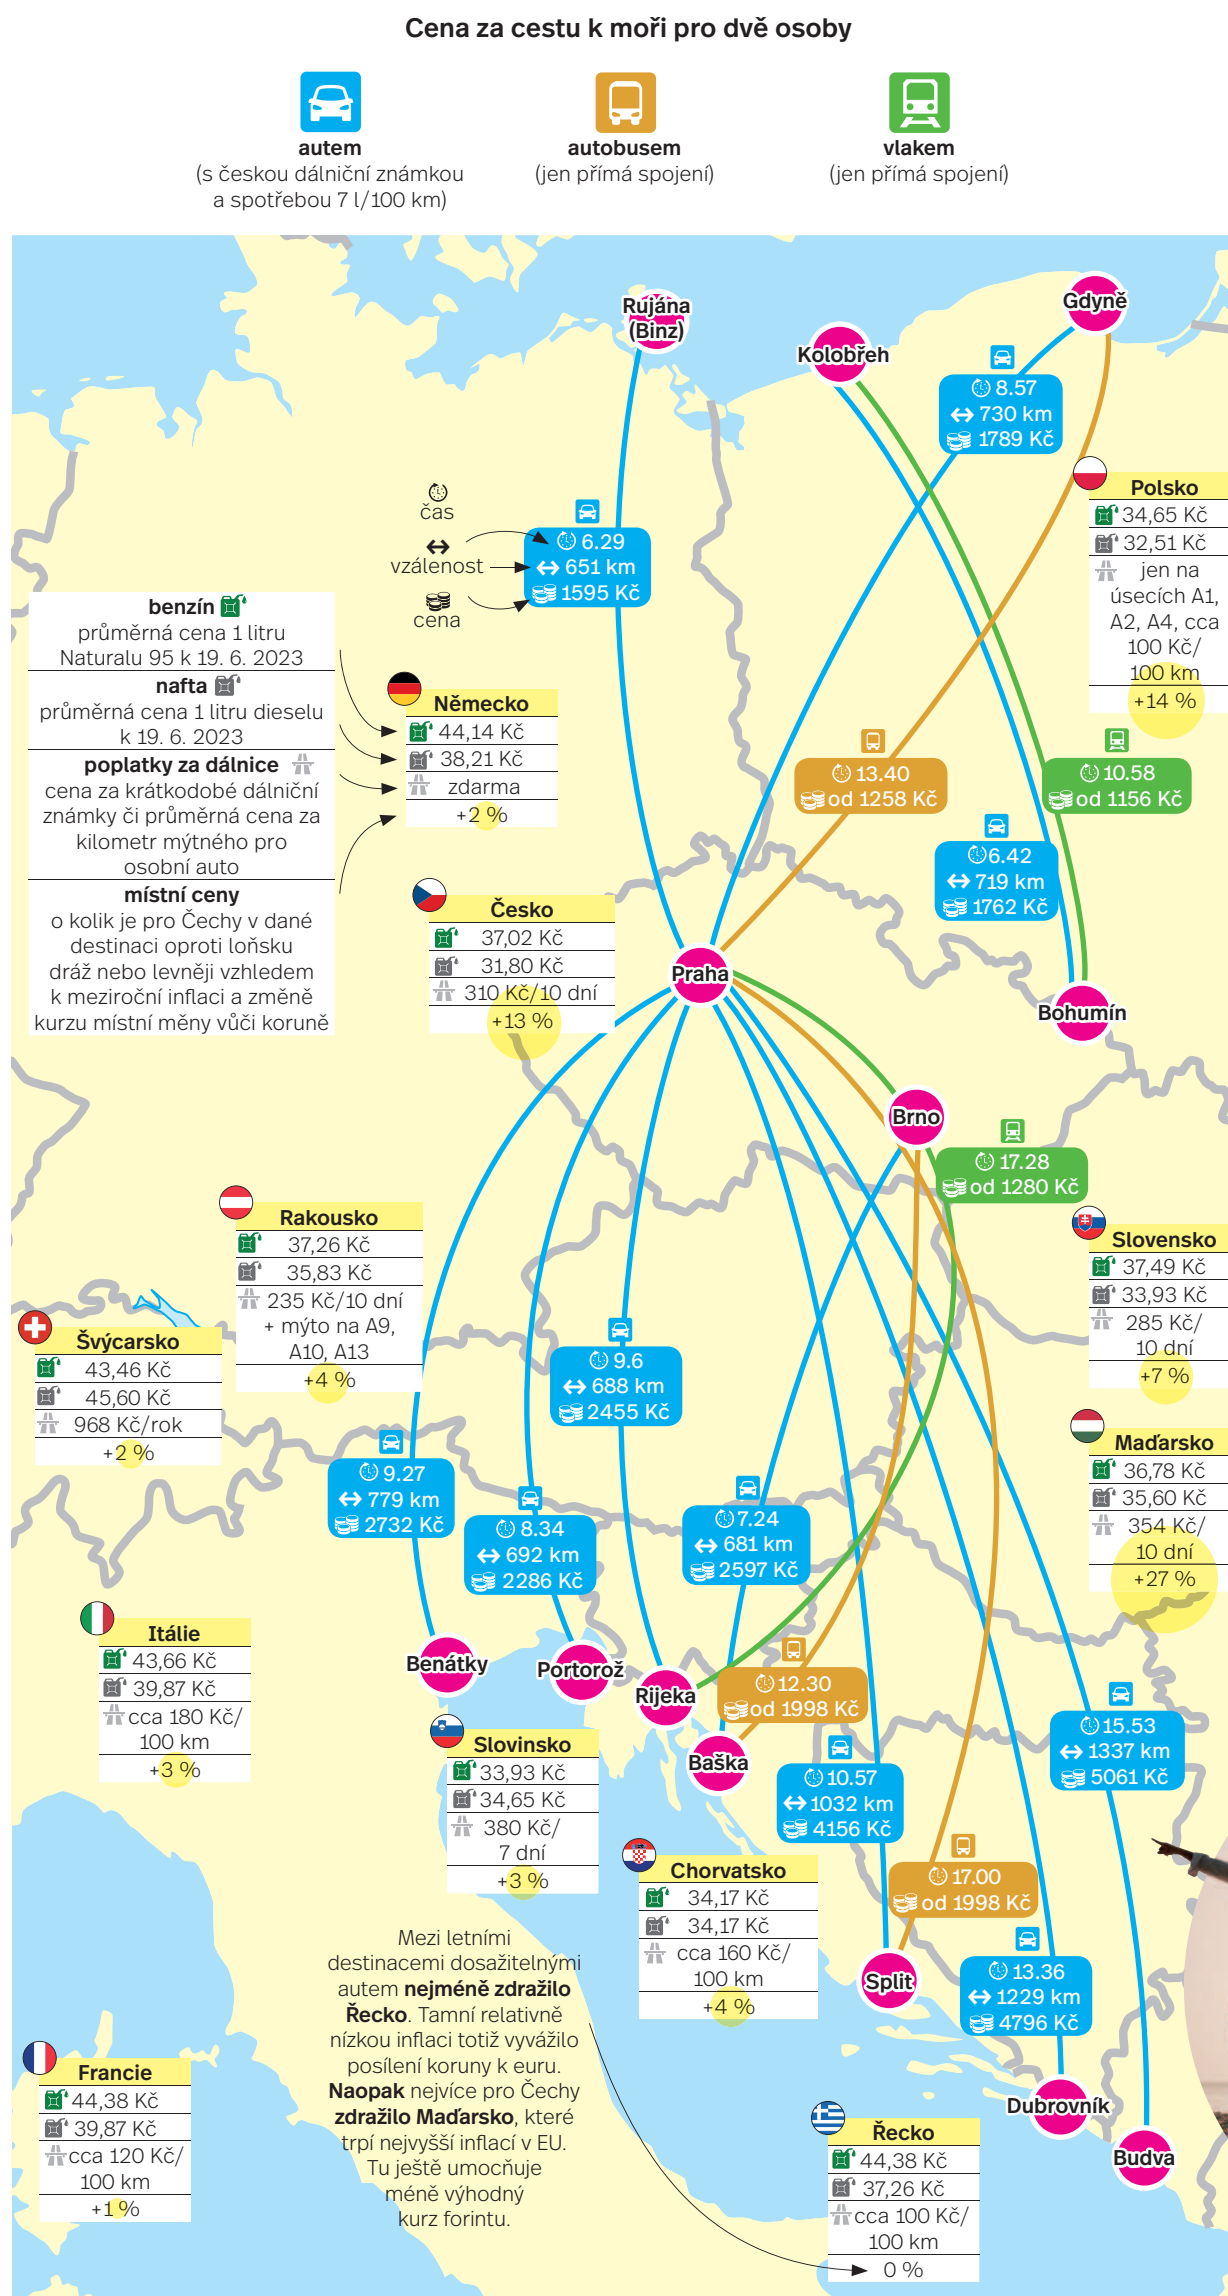 Cena za cestu k moři pro dvě osoby
autem
(s českou dálniční známkou
a spotřebou 7 l/100 km)
autobusem
(jen přímá spojení)
vlakem
(jen přímá spojení)
Rujána
(Binz)
Gdyně
Kolobřeh
8.57
730 km
1789 Kč
Polsko
34,65 Kč
32,51 Kč
jen na
úsecích A1,
A2, A4, cca
100 Kč/
100 km
+14 %
čas
vzálenost
cena
6.29
651 km
1595 Kč
benzín
průměrná cena 1 litru
Naturalu 95 k 19. 6. 2023
nafta
průměrná cena 1 litru dieselu
k 19. 6. 2023
poplatky za dálnice
cena za krátkodobé dálniční
známky či průměrná cena za
kilometr mýtného pro
osobní auto
místní ceny
o kolik je pro Čechy v dané
destinaci oproti loňsku
dráž nebo levněji vzhledem
k meziroční inflaci a změně
kurzu místní měny vůči koruně
Německo
44,14 Kč
38,21 Kč
zdarma
+2 %
13.40
od 1258 Kč
10.58
od 1156 Kč
6.42
719 km
1762 Kč
Česko
37,02 Kč
31,80 Kč
310 Kč/10 dní
+13 %
Praha
Bohumín
Brno
17.28
od 1280 Kč
Rakousko
37,26 Kč
35,83 Kč
235 Kč/10 dní
+ mýto na A9,
A10, A13
+4 %
Slovensko
37,49 Kč
33,93 Kč
285 Kč/
10 dní
+7 %
Švýcarsko
43,46 Kč
45,60 Kč
968 Kč/rok
+2 %
9.6
688 km
2455 Kč
Maďarsko
36,78 Kč
35,60 Kč
354 Kč/
10 dní
+27 %
9.27
779 km
2732 Kč
8.34
692 km
2286 Kč
7.24
681 km
2597 Kč
Itálie
43,66 Kč
39,87 Kč
cca 180 Kč/
100 km
+3 %
Benátky
Portorož
Rijeka
12.30
od 1998 Kč
Baška
Slovinsko
33,93 Kč
34,65 Kč
380 Kč/
7 dní
+3 %
10.57
1032 km
4156 Kč
15.53
1337 km
5061 Kč
Chorvatsko
34,17 Kč
34,17 Kč
cca 160 Kč/
100 km
+4 %
17.00
od 1998 Kč
Split
13.36
1229 km
4796 Kč
Mezi letními
destinacemi dosažitelnými
autem nejméně zdražilo
Řecko. Tamní relativně
nízkou inflaci totiž vyvážilo
posílení koruny k euru.
Naopak nejvíce pro Čechy
zdražilo Maďarsko, které
trpí nejvyšší inflací v EU.
Tu ještě umocňuje
méně výhodný
kurz forintu.
Francie
44,38 Kč
39,87 Kč
cca 120 Kč/
100 km
+1 %
Dubrovník
Budva
Řecko
44,38 Kč
37,26 Kč
cca 100 Kč/
100 km
0 %